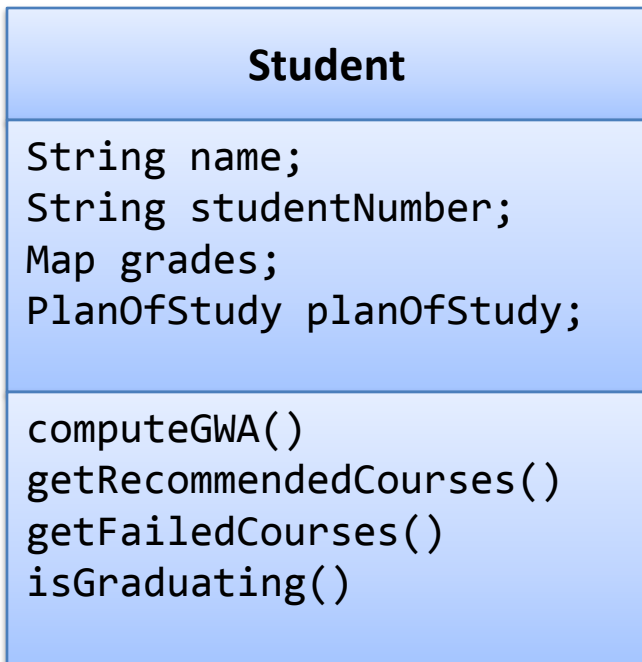 Student
String name;
String studentNumber;
Map grades;
PlanOfStudy planOfStudy;
computeGWA()
getRecommendedCourses()
getFailedCourses()
isGraduating()